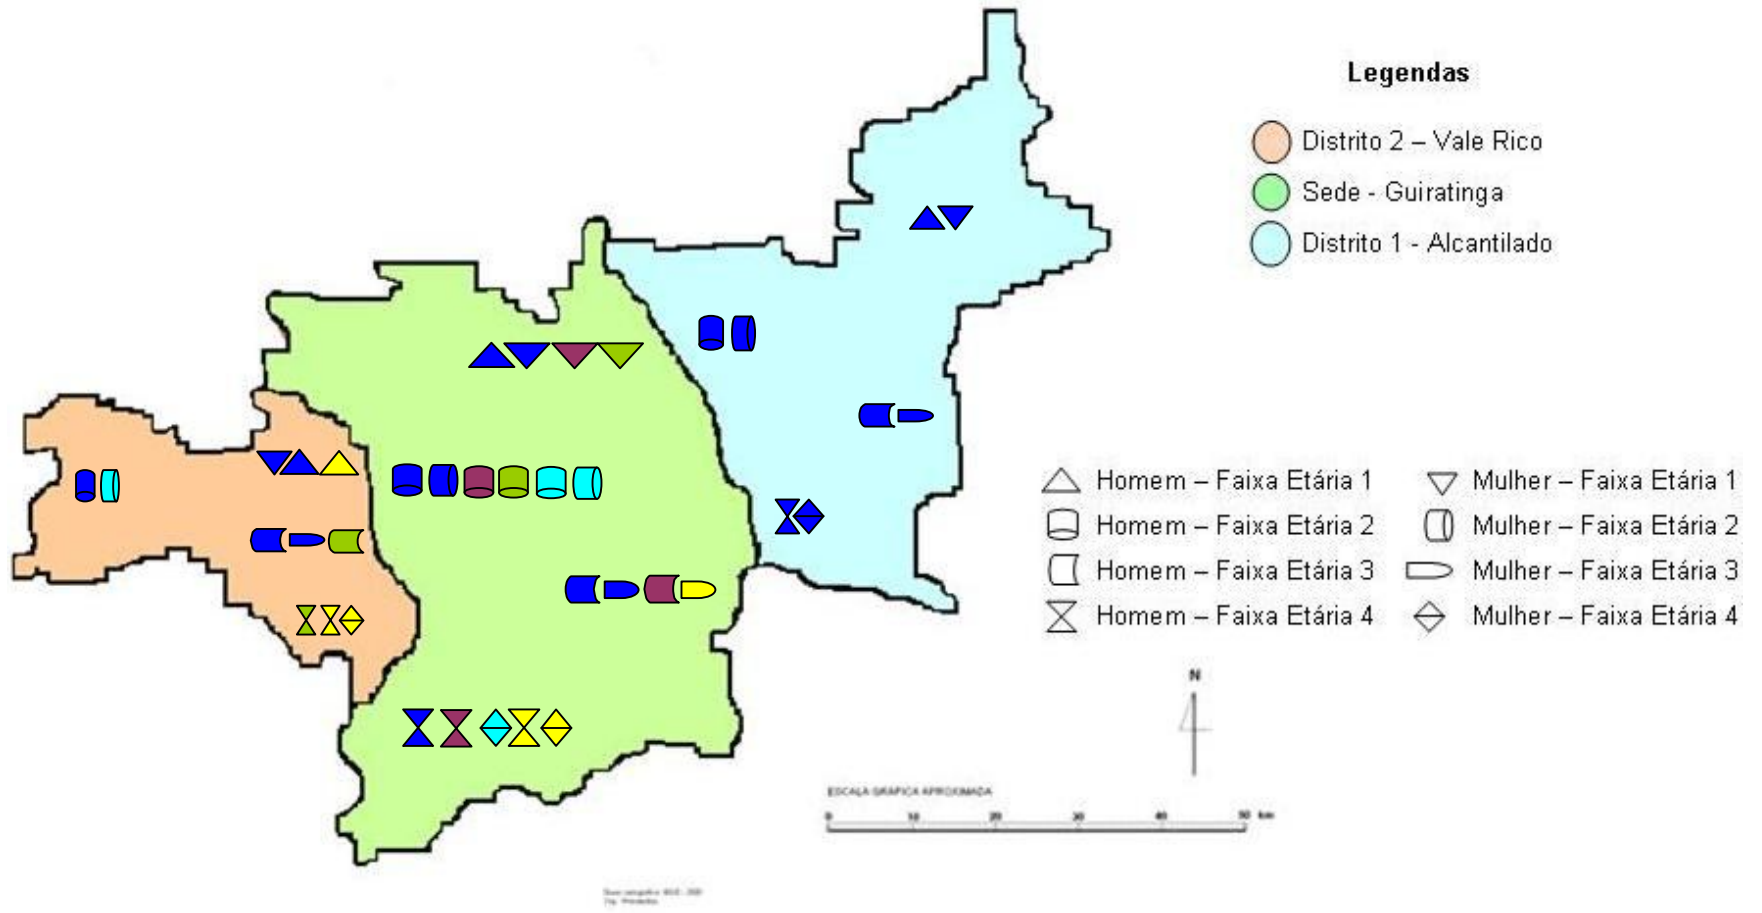 Legendas
Distrito 2 – Vale Rico
Sede - Guiratinga
Distrito 1 - Alcantilado
Homem – Faixa Etária 1
Mulher – Faixa Etária 1
Homem – Faixa Etária 2
Mulher – Faixa Etária 2
Homem – Faixa Etária 3
Mulher – Faixa Etária 3
Homem – Faixa Etária 4
Mulher – Faixa Etária 4
N
ESCALA GRÁFICA APROXIMADA
0 10 20 30 40 50 km